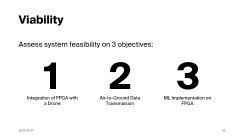 Viability
Assess system feasibility on 3 objectives:
1
Integration of FPGA with
a Drone
2
Air-to-Ground Data
Transmission
3
ML Implementation on
FPGA